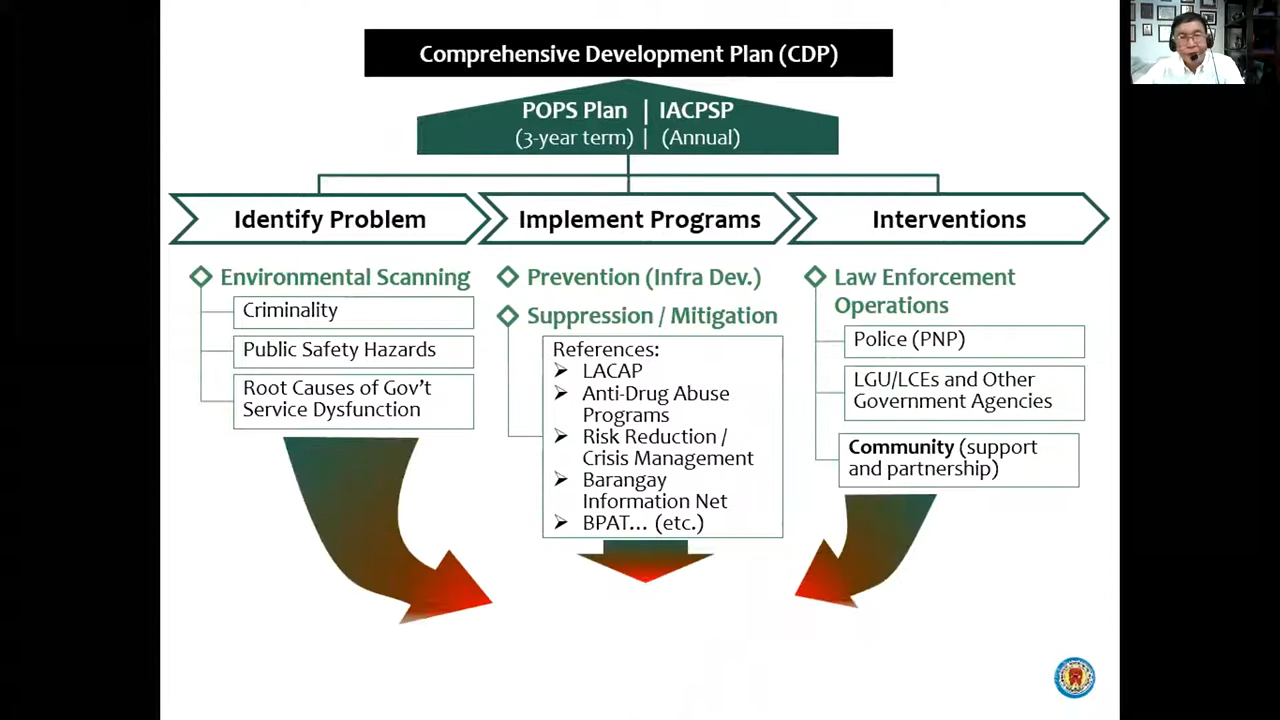 Comprehensive Development Plan (CDP)
POPS Plan | IACPSP
(3-year term) | (Annual)
Identify Problem
Implement Programs
Interventions
Environmental Scanning
Criminality
Public Safety Hazards
Root Causes of Gov't
Service Dysfunction
Prevention (Infra Dev.)
Suppression / Mitigation
References:
LACAP
Anti-Drug Abuse
Programs
Risk Reduction /
Crisis Management
Barangay
Information Net
BPAT... (etc.)
Law Enforcement
Operations
Police (PNP)
LGU/LCEs and Other
Government Agencies
Community (support
and partnership)